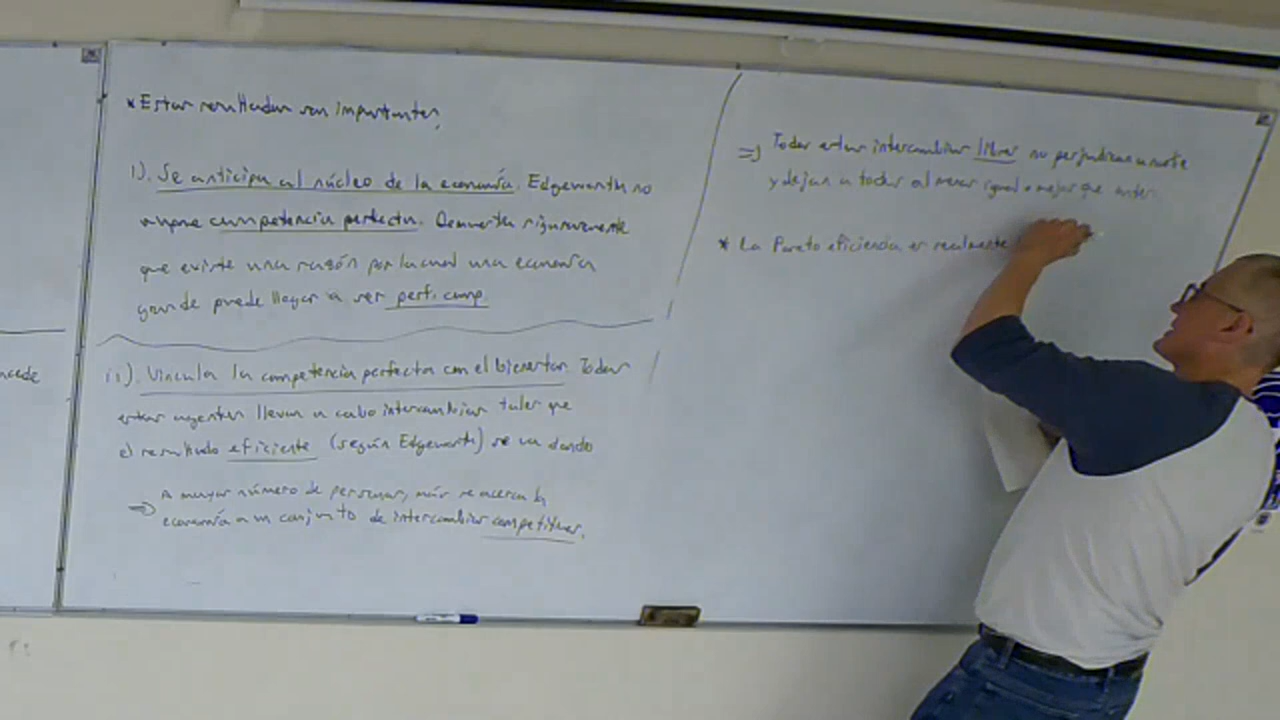 * Estos resultados son importantes,
i). Se anticipa al núcleo de la economía. Edgeworth no
supone competencia perfecta. Demuestra rigurosamente
que existe una razón por la cual una economía
grande puede llegar a ser perf. comp.
ii). Vincula la competencia perfecta con el bienestar. Todos
estos agentes llevan a cabo intercambios tales que
el resultado eficiente (según Edgeworth) se va dando
=> A mayor número de personas, más se acerca la
economía a un conjunto de intercambios competitivos.
=> Todos estos intercambios libres no perjudican a nadie
y dejan a todos al menos igual o mejor que antes.
* La Pareto eficiencia es realmente